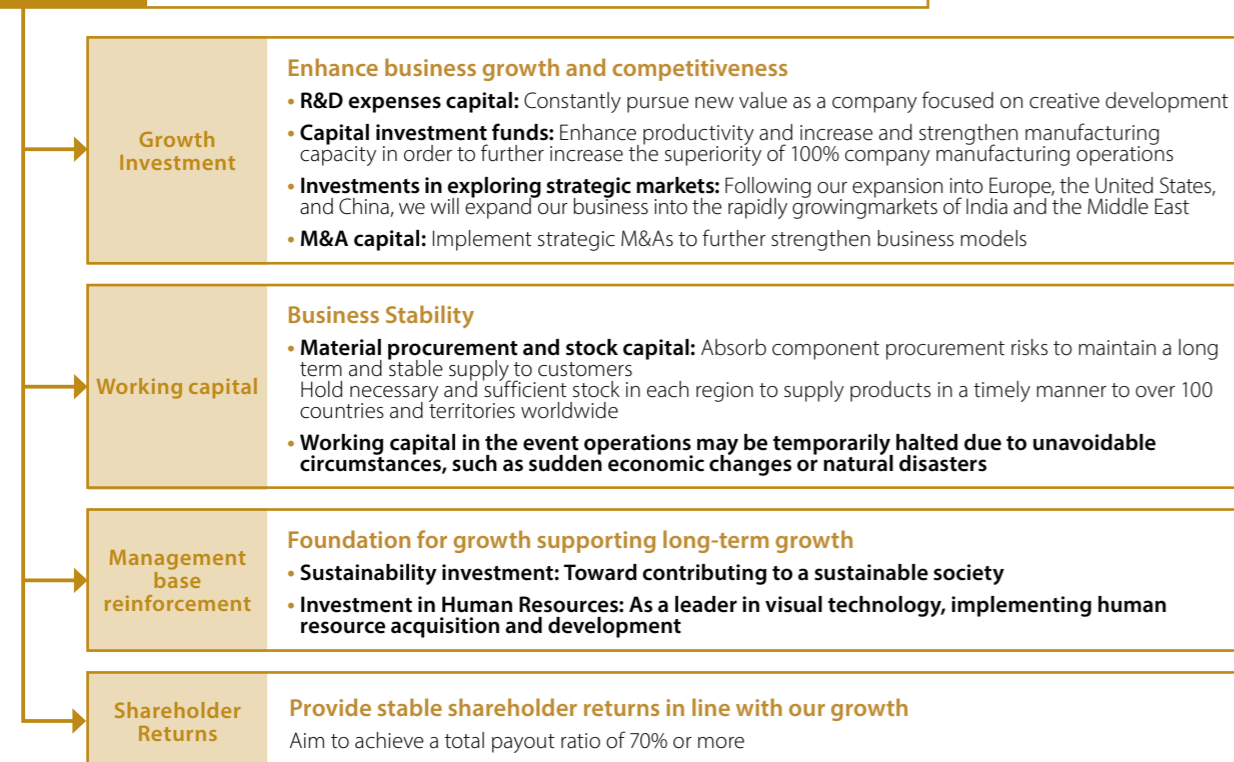 Growth
Investment
Enhance business growth and competitiveness
• R&D expenses capital: Constantly pursue new value as a company focused on creative development
• Capital investment funds: Enhance productivity and increase and strengthen manufacturing
capacity in order to further increase the superiority of 100% company manufacturing operations
• Investments in exploring strategic markets: Following our expansion into Europe, the United States,
and China, we will expand our business into the rapidly growingmarkets of India and the Middle East
• M&A capital: Implement strategic M&As to further strengthen business models
Working capital
Business Stability
• Material procurement and stock capital: Absorb component procurement risks to maintain a long
term and stable supply to customers
Hold necessary and sufficient stock in each region to supply products in a timely manner to over 100
countries and territories worldwide
• Working capital in the event operations may be temporarily halted due to unavoidable
circumstances, such as sudden economic changes or natural disasters
Management
base
reinforcement
Foundation for growth supporting long-term growth
• Sustainability investment: Toward contributing to a sustainable society
• Investment in Human Resources: As a leader in visual technology, implementing human
resource acquisition and development
Shareholder
Returns
Provide stable shareholder returns in line with our growth
Aim to achieve a total payout ratio of 70% or more